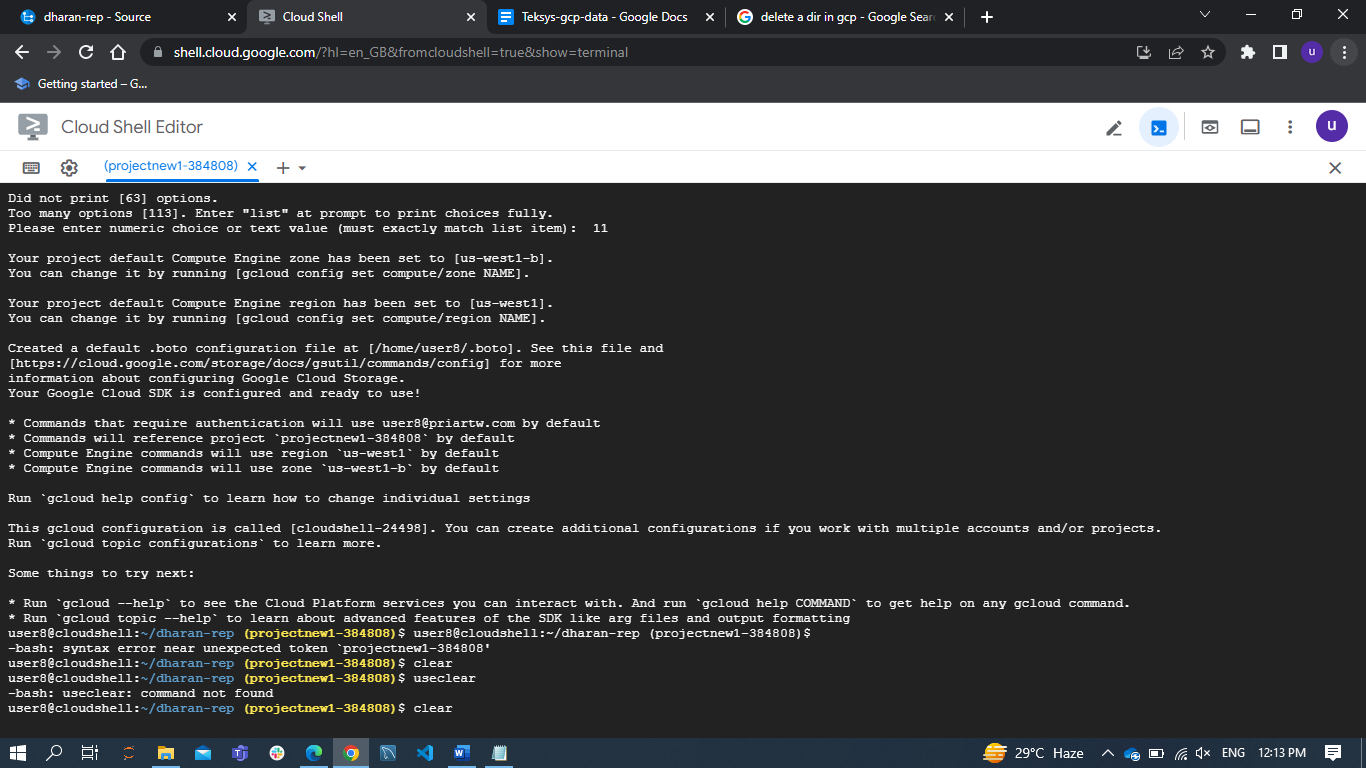 dharan-rep - Source
Cloud Shell
Teksys-gcp-data - Google Docs
delete a dir in gcp - Google Sear
shell.cloud.google.com/?hl=en_GB&fromcloudshell=true&show=terminal
u
Getting started – G...
Cloud Shell Editor
u
(projectnew1-384808)
Did not print [63] options.
Too many options [113]. Enter "list" at prompt to print choices fully.
Please enter numeric choice or text value (must exactly match list item):  11
Your project default Compute Engine zone has been set to [us-west1-b].
You can change it by running [gcloud config set compute/zone NAME].
Your project default Compute Engine region has been set to [us-west1].
You can change it by running [gcloud config set compute/region NAME].
Created a default .boto configuration file at [/home/user8/.boto]. See this file and
[https://cloud.google.com/storage/docs/gsutil/commands/config] for more
information about configuring Google Cloud Storage.
Your Google Cloud SDK is configured and ready to use!
* Commands that require authentication will use user8@priartw.com by default
* Commands will reference project `projectnew1-384808` by default
* Compute Engine commands will use region `us-west1` by default
* Compute Engine commands will use zone `us-west1-b` by default
Run `gcloud help config` to learn how to change individual settings
This gcloud configuration is called [cloudshell-24498]. You can create additional configurations if you work with multiple accounts and/or projects.
Run `gcloud topic configurations` to learn more.
Some things to try next:
* Run `gcloud --help` to see the Cloud Platform services you can interact with. And run `gcloud help COMMAND` to get help on any gcloud command.
* Run `gcloud topic --help` to learn about advanced features of the SDK like arg files and output formatting
user8@cloudshell:~/dharan-rep (projectnew1-384808)$ user8@cloudshell:~/dharan-rep (projectnew1-384808)$
-bash: syntax error near unexpected token `projectnew1-384808'
user8@cloudshell:~/dharan-rep (projectnew1-384808)$ clear
user8@cloudshell:~/dharan-rep (projectnew1-384808)$ useclear
-bash: useclear: command not found
user8@cloudshell:~/dharan-rep (projectnew1-384808)$ clear
29°C Haze
ENG
12:13 PM